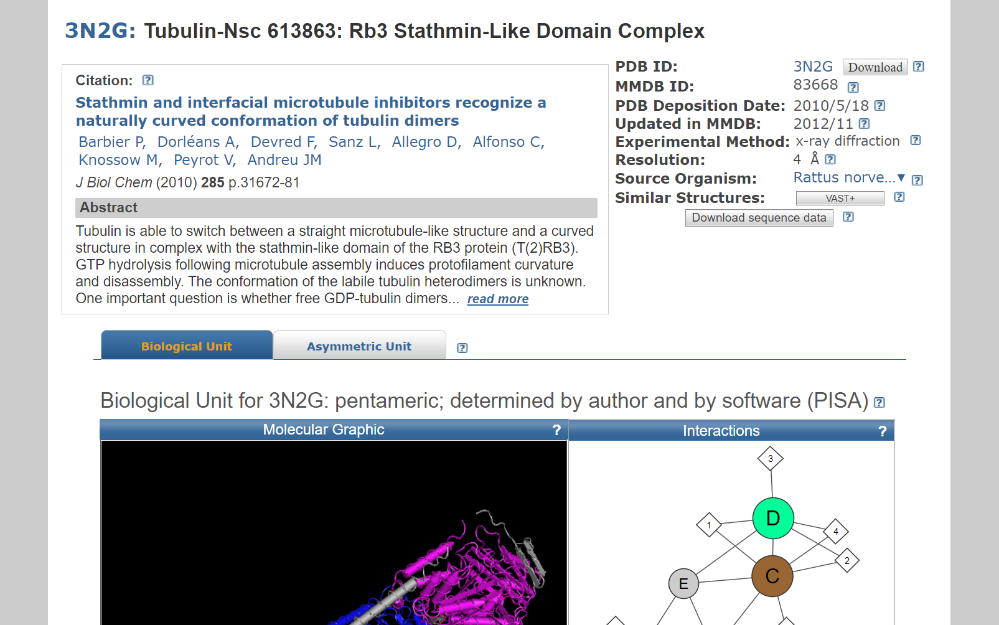 3N2G: Tubulin-Nsc 613863: Rb3 Stathmin-Like Domain Complex
Citation: ?
Stathmin and interfacial microtubule inhibitors recognize a
naturally curved conformation of tubulin dimers
Barbier P, Dorléans A, Devred F, Sanz L, Allegro D, Alfonso C,
Knossow M, Peyrot V, Andreu JM
J Biol Chem (2010) 285 p.31672-81
Abstract
Tubulin is able to switch between a straight microtubule-like structure and a curved
structure in complex with the stathmin-like domain of the RB3 protein (T(2)RB3).
GTP hydrolysis following microtubule assembly induces protofilament curvature
and disassembly. The conformation of the labile tubulin heterodimers is unknown.
One important question is whether free GDP-tubulin dimers... read more
PDB ID: 3N2G Download ?
MMDB ID: 83668 ?
PDB Deposition Date: 2010/5/18 ?
Updated in MMDB: 2012/11 ?
Experimental Method: x-ray diffraction ?
Resolution: 4 Å ?
Source Organism: Rattus norve...▼ ?
Similar Structures: VAST+ ?
Download sequence data ?
Biological Unit Asymmetric Unit ?
Biological Unit for 3N2G: pentameric; determined by author and by software (PISA) ?
Molecular Graphic ?
Interactions ?
3
D
1
4
2
C
E